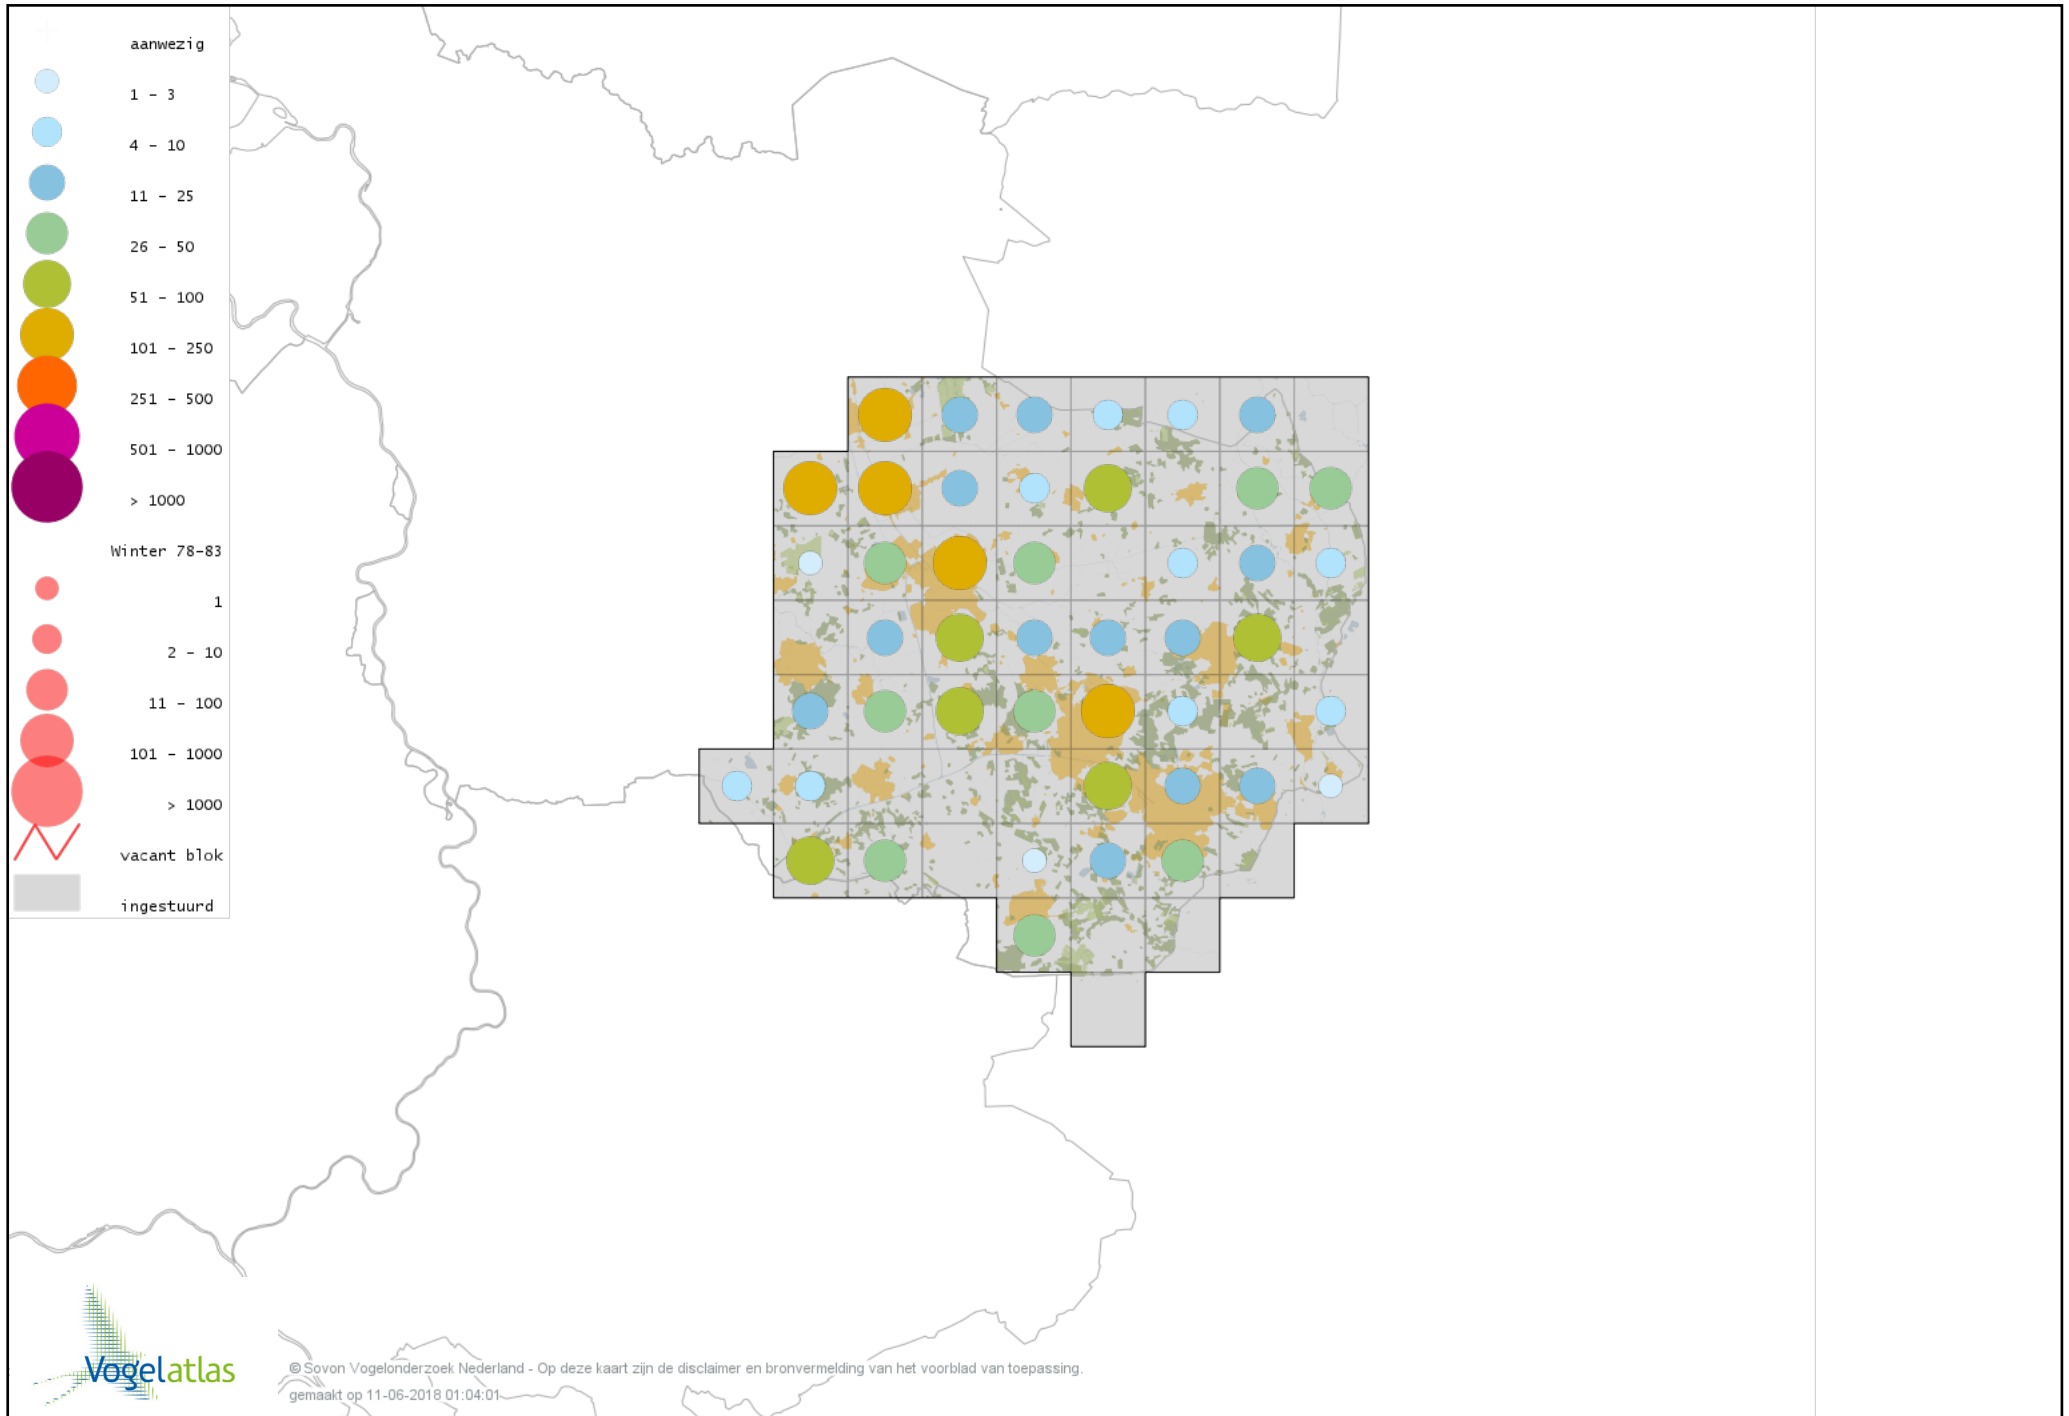 aanwezig
1 - 3
4 - 10
11 - 25
26 - 50
51 - 100
101 - 250
251 - 500
501 - 1000
> 1000
Winter 78-83
1
2 - 10
11 - 100
101 - 1000
> 1000
vacant blok
ingestuurd
Vogelatlas
© Sovon Vogelonderzoek Nederland - Op deze kaart zijn de disclaimer en bronvermelding van het voorblad van toepassing.
gemaakt op 11-06-2018 01:04:01